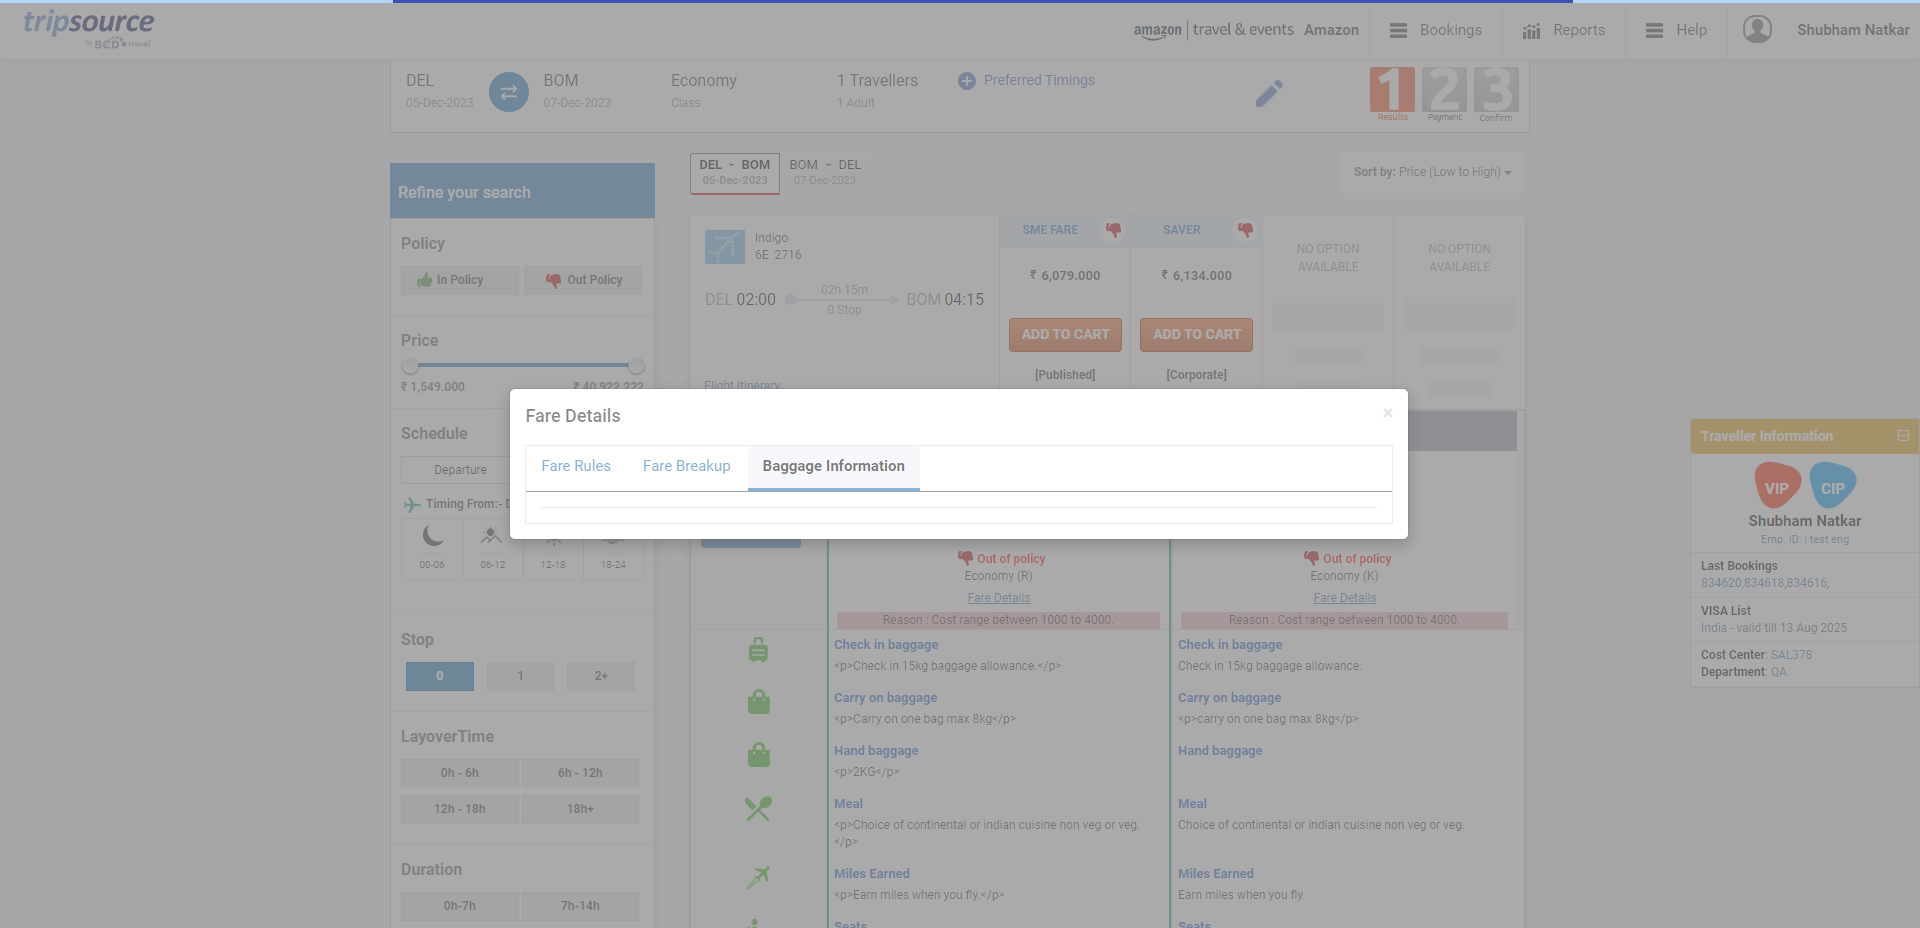 tripsource
by BCD travel
amazon travel & events Amazon
Bookings
Reports
Help
Shubham Natkar
DEL
05-Dec-2023
BOM
07-Dec-2023
Economy
Class
1 Travellers
1 Adult
Preferred Timings
1 2 3
Results Payment Confirm
DEL - BOM
05-Dec-2023
BOM - DEL
07-Dec-2023
Sort by: Price (Low to High)
Refine your search
Policy
In Policy
Out Policy
Price
₹ 1,549.000
₹ 40,922.222
Schedule
Departure
Timing From:-
00-06
06-12
12-18
18-24
Stop
0
1
2+
LayoverTime
0h - 6h
6h - 12h
12h - 18h
18h+
Duration
0h-7h
7h-14h
Indigo
6E 2716
DEL 02:00
02h 15m
0 Stop
BOM 04:15
Flight Itinerary
SME FARE
₹ 6,079.000
ADD TO CART
[Published]
SAVER
₹ 6,134.000
ADD TO CART
[Corporate]
NO OPTION
AVAILABLE
NO OPTION
AVAILABLE
Fare Details
×
Fare Rules
Fare Breakup
Baggage Information
Out of policy
Economy (R)
Fare Details
Reason : Cost range between 1000 to 4000.
Out of policy
Economy (K)
Fare Details
Reason : Cost range between 1000 to 4000.
Check in baggage
<p>Check in 15kg baggage allowance.</p>
Check in baggage
Check in 15kg baggage allowance.
Carry on baggage
<p>Carry on one bag max 8kg</p>
Carry on baggage
<p>carry on one bag max 8kg</p>
Hand baggage
<p>2KG</p>
Hand baggage
Meal
<p>Choice of continental or indian cuisine non veg or veg.
</p>
Meal
Choice of continental or indian cuisine non veg or veg.
Miles Earned
<p>Earn miles when you fly.</p>
Miles Earned
Earn miles when you fly.
Seats
Seats
Traveller Information
VIP
CIP
Shubham Natkar
Emp. ID: | test eng
Last Bookings
834620,834618,834616,
VISA List
India - valid till 13 Aug 2025
Cost Center: SAL378
Department: QA